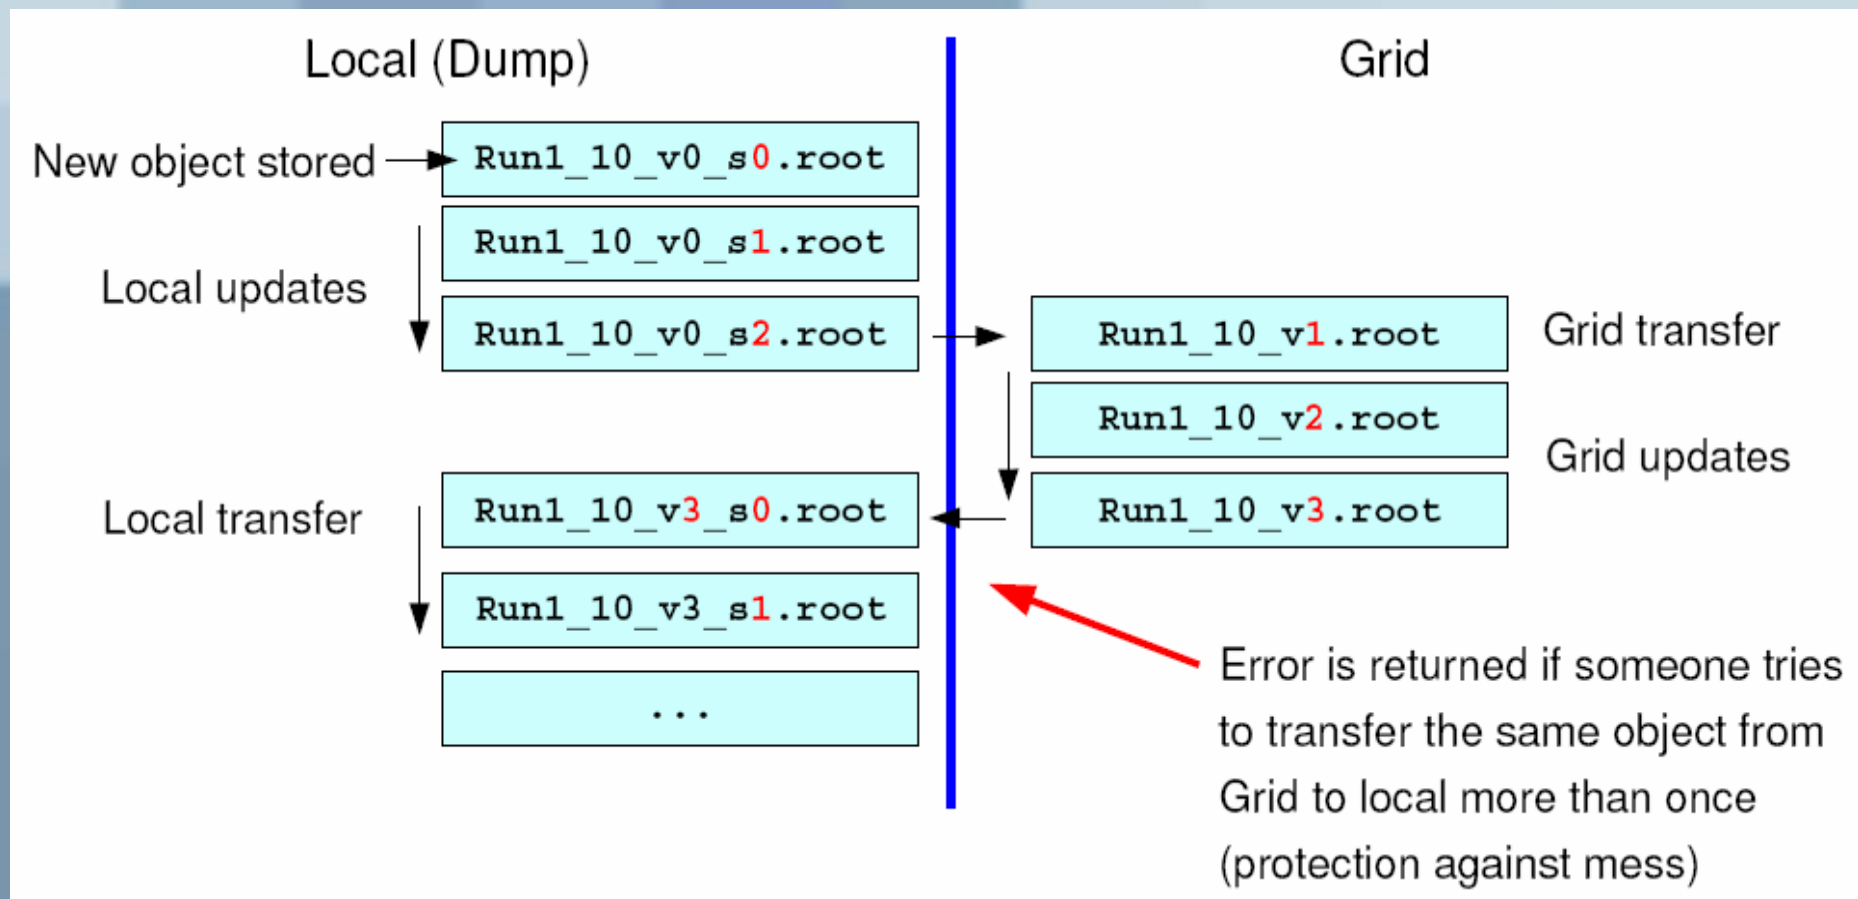 Local (Dump)
Grid
New object stored
Run1_10_v0_s0.root
Run1_10_v0_s1.root
Local updates
Run1_10_v0_s2.root
Run1_10_v1.root
Grid transfer
Run1_10_v2.root
Grid updates
Local transfer
Run1_10_v3_s0.root
Run1_10_v3.root
Run1_10_v3_s1.root
...
Error is returned if someone tries
to transfer the same object from
Grid to local more than once
(protection against mess)